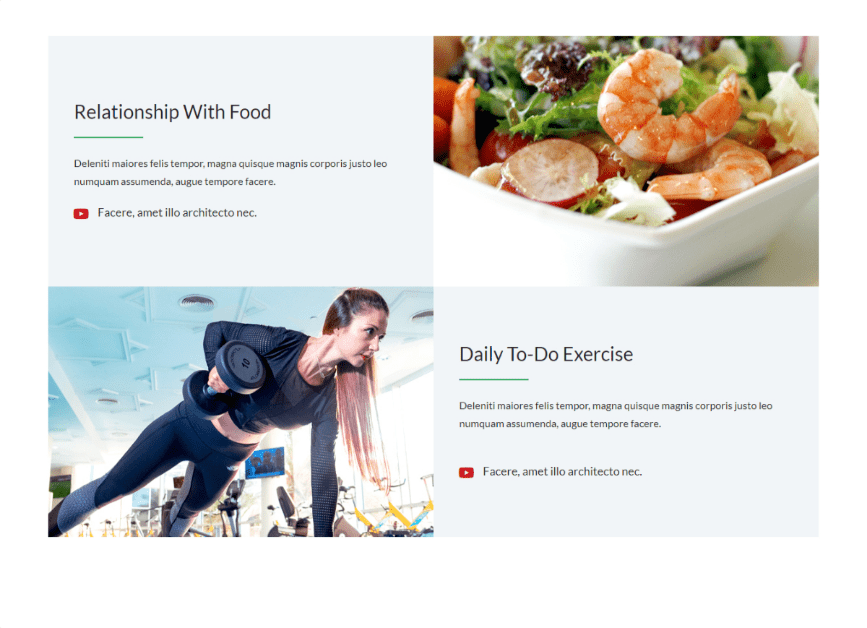 Relationship With Food
Deleniti maiores felis tempor, magna quisque magnis corporis justo leo
numquam assumenda, augue tempore facere.
Facere, amet illo architecto nec.
10
Daily To-Do Exercise
Deleniti maiores felis tempor, magna quisque magnis corporis justo leo
numquam assumenda, augue tempore facere.
Facere, amet illo architecto nec.